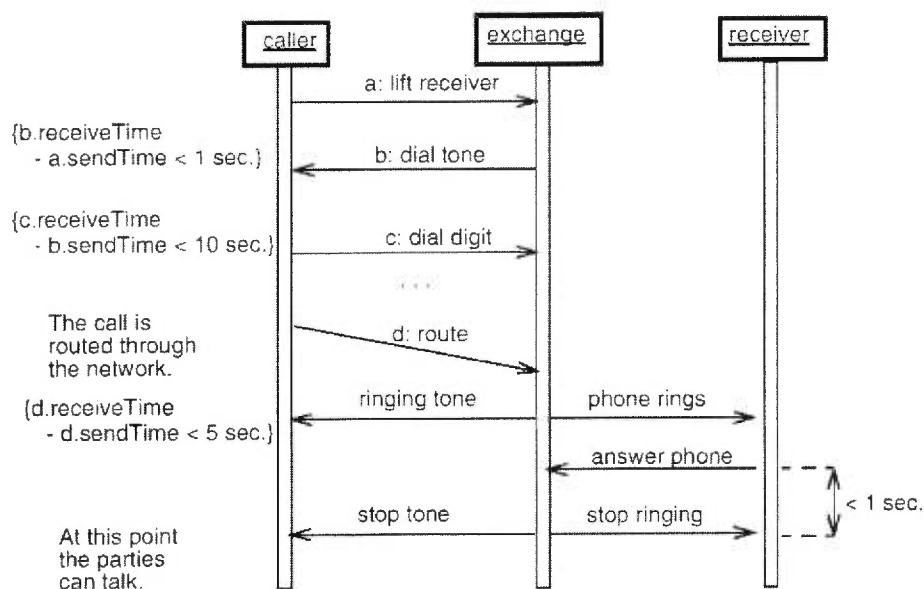 caller
exchange
receiver
a: lift receiver
{b.receiveTime
- a.sendTime < 1 sec.}
b: dial tone
{c.receiveTime
- b.sendTime < 10 sec.}
c: dial digit
. . .
The call is
routed through
the network.
d: route
{d.receiveTime
- d.sendTime < 5 sec.}
ringing tone
phone rings
answer phone
< 1 sec.
stop tone
stop ringing
At this point
the parties
can talk.